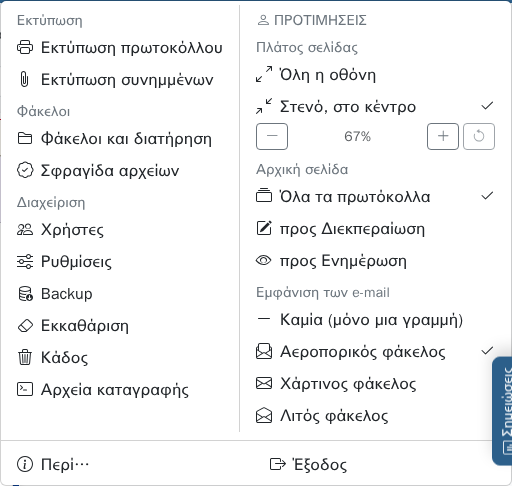 Εκτύπωση
Εκτύπωση πρωτοκόλλου
Εκτύπωση συνημμένων
Φάκελοι
Φάκελοι και διατήρηση
Σφραγίδα αρχείων
Διαχείριση
Χρήστες
Ρυθμίσεις
Backup
Εκκαθάριση
Κάδος
Αρχεία καταγραφής
ΠΡΟΤΙΜΗΣΕΙΣ
Πλάτος σελίδας
Όλη η οθόνη
Στενό, στο κέντρο
67%
Αρχική σελίδα
Όλα τα πρωτόκολλα
προς Διεκπεραίωση
προς Ενημέρωση
Εμφάνιση των e-mail
Καμία (μόνο μια γραμμή)
Αεροπορικός φάκελος
Χάρτινος φάκελος
Λιτός φάκελος
Περί···
Έξοδος
Σημειώσεις